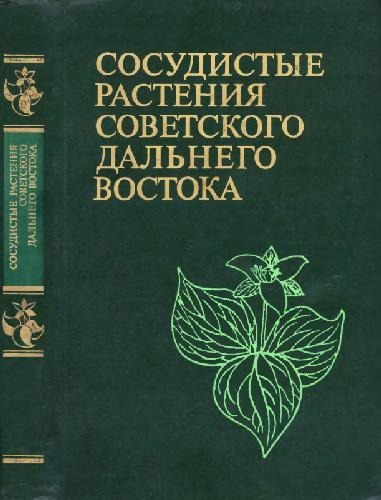 СОСУДИСТЫЕ
РАСТЕНИЯ
СОВЕТСКОГО
ДАЛЬНЕГО
ВОСТОКА
СОСУДИСТЫЕ РАСТЕНИЯ
СОВЕТСКОГО
ДАЛЬНЕГО ВОСТОКА